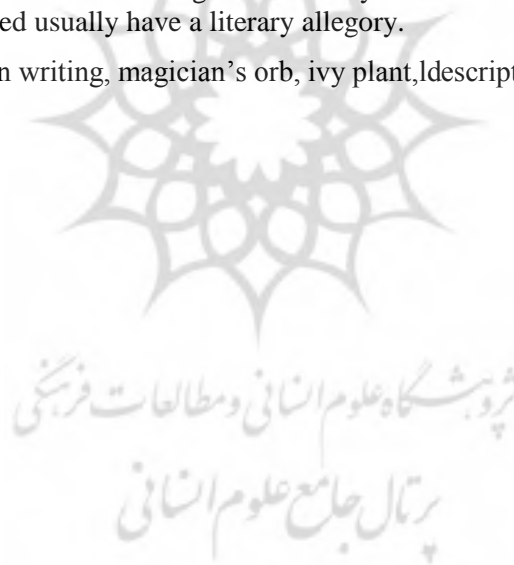 ed usually have a literary allegory.
n writing, magician’s orb, ivy plant,ldescript
پژوهشگاه علوم انسانی و مطالعات فرهنگی
پرتال جامع علوم انسانی